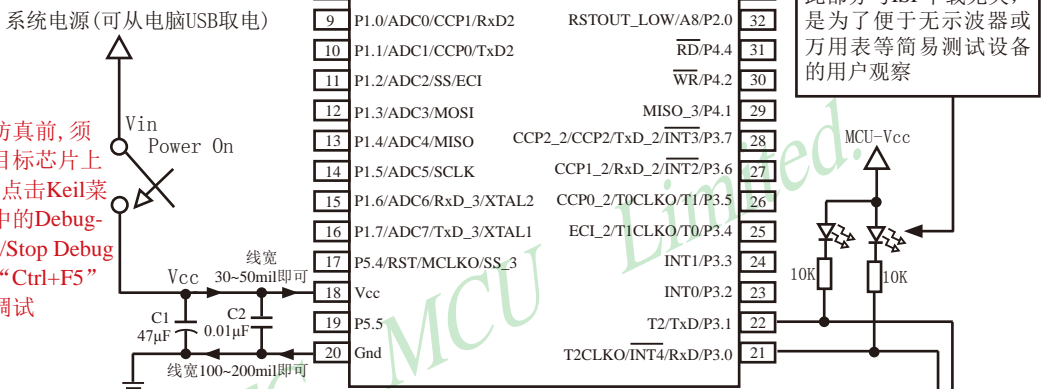 系统电源(可从电脑USB取电)
Vin
Power On
仿真前,须
目标芯片上
点击Keil菜
中的Debug-
/Stop Debug
“Ctrl+F5”
调试
Vcc
线宽
30~50mil即可
C1
47μF
C2
0.01μF
线宽100~200mil即可
9 P1.0/ADC0/CCP1/RxD2
10 P1.1/ADC1/CCP0/TxD2
11 P1.2/ADC2/SS/ECI
12 P1.3/ADC3/MOSI
13 P1.4/ADC4/MISO
14 P1.5/ADC5/SCLK
15 P1.6/ADC6/RxD_3/XTAL2
16 P1.7/ADC7/TxD_3/XTAL1
17 P5.4/RST/MCLKO/SS_3
18 Vcc
19 P5.5
20 Gnd
RSTOUT_LOW/A8/P2.0 32
RD/P4.4 31
WR/P4.2 30
MISO_3/P4.1 29
CCP2_2/CCP2/TxD_2/INT3/P3.7 28
CCP1_2/RxD_2/INT2/P3.6 27
CCP0_2/T0CLKO/T1/P3.5 26
ECI_2/T1CLKO/T0/P3.4 25
INT1/P3.3 24
INT0/P3.2 23
T2/TxD/P3.1 22
T2CLKO/INT4/RxD/P3.0 21
是为了便于无示波器或
万用表等简易测试设备
的用户观察
MCU-Vcc
10K
10K
MCU Limited.